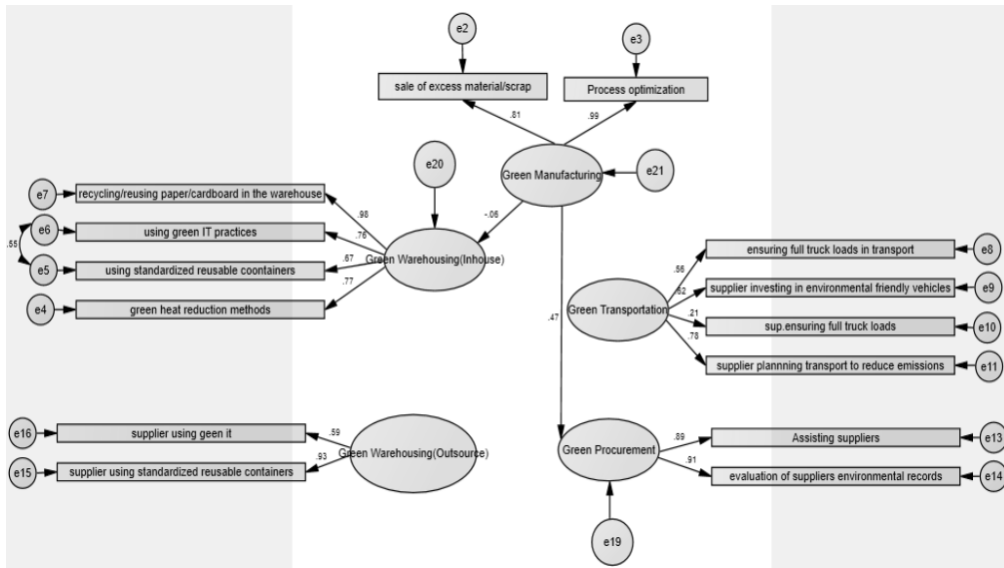 e2
e3
sale of excess material/scrap
Process optimization
.81
.99
e20
Green Manufacturing
e21
e7
recycling/reusing paper/cardboard in the warehouse
.98
-.06
e6
using green IT practices
.76
.55
e5
using standardized reusable coontainers
.67
Green Warehousing(Inhouse)
.77
e4
green heat reduction methods
ensuring full truck loads in transport
e8
.56
supplier investing in environmental friendly vehicles
e9
.62
Green Transportation
.21
sup.ensuring full truck loads
e10
.78
supplier plannning transport to reduce emissions
e11
.47
e16
supplier using geen it
.59
Green Warehousing(Outsource)
.93
e15
supplier using standardized reusable containers
Green Procurement
.89
Assisting suppliers
e13
.91
evaluation of suppliers environmental records
e14
e19